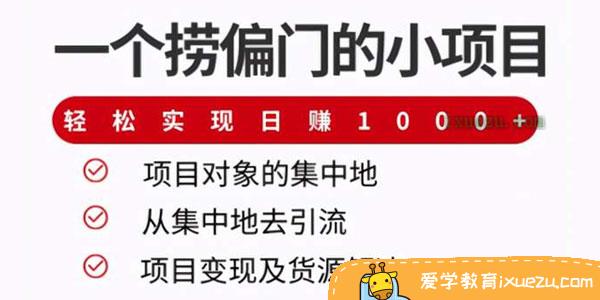 一个捞偏门的小项目
轻松实现日赚1000+
项目对象的集中地
从集中地去引流
项目变现及货源
爱学教育ixuezu.com